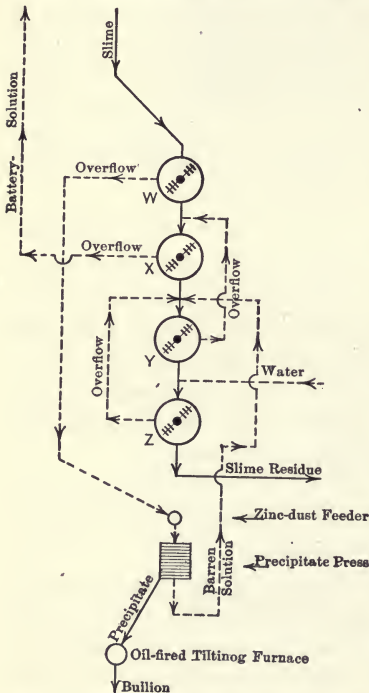 Slime
Battery- Solution
Overflow
W
Overflow
X
Overflow
Y
Overflow
Water
Z
Slime Residue
Zinc-dust Feeder
Barren
Solution
Precipitate Press
Precipitate
Oil-fired Tiltinog Furnace
Bullion